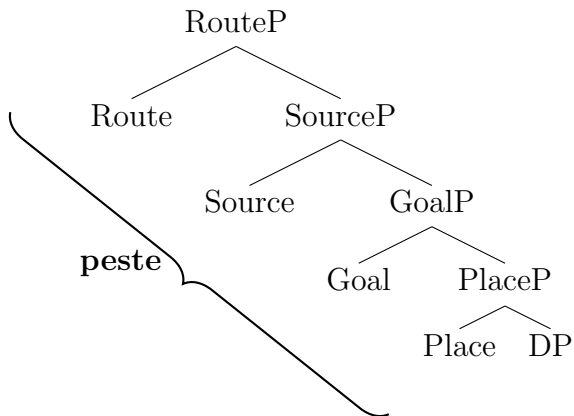 RouteP
Route SourceP
Source GoalP
peste
Goal PlaceP
Place DP